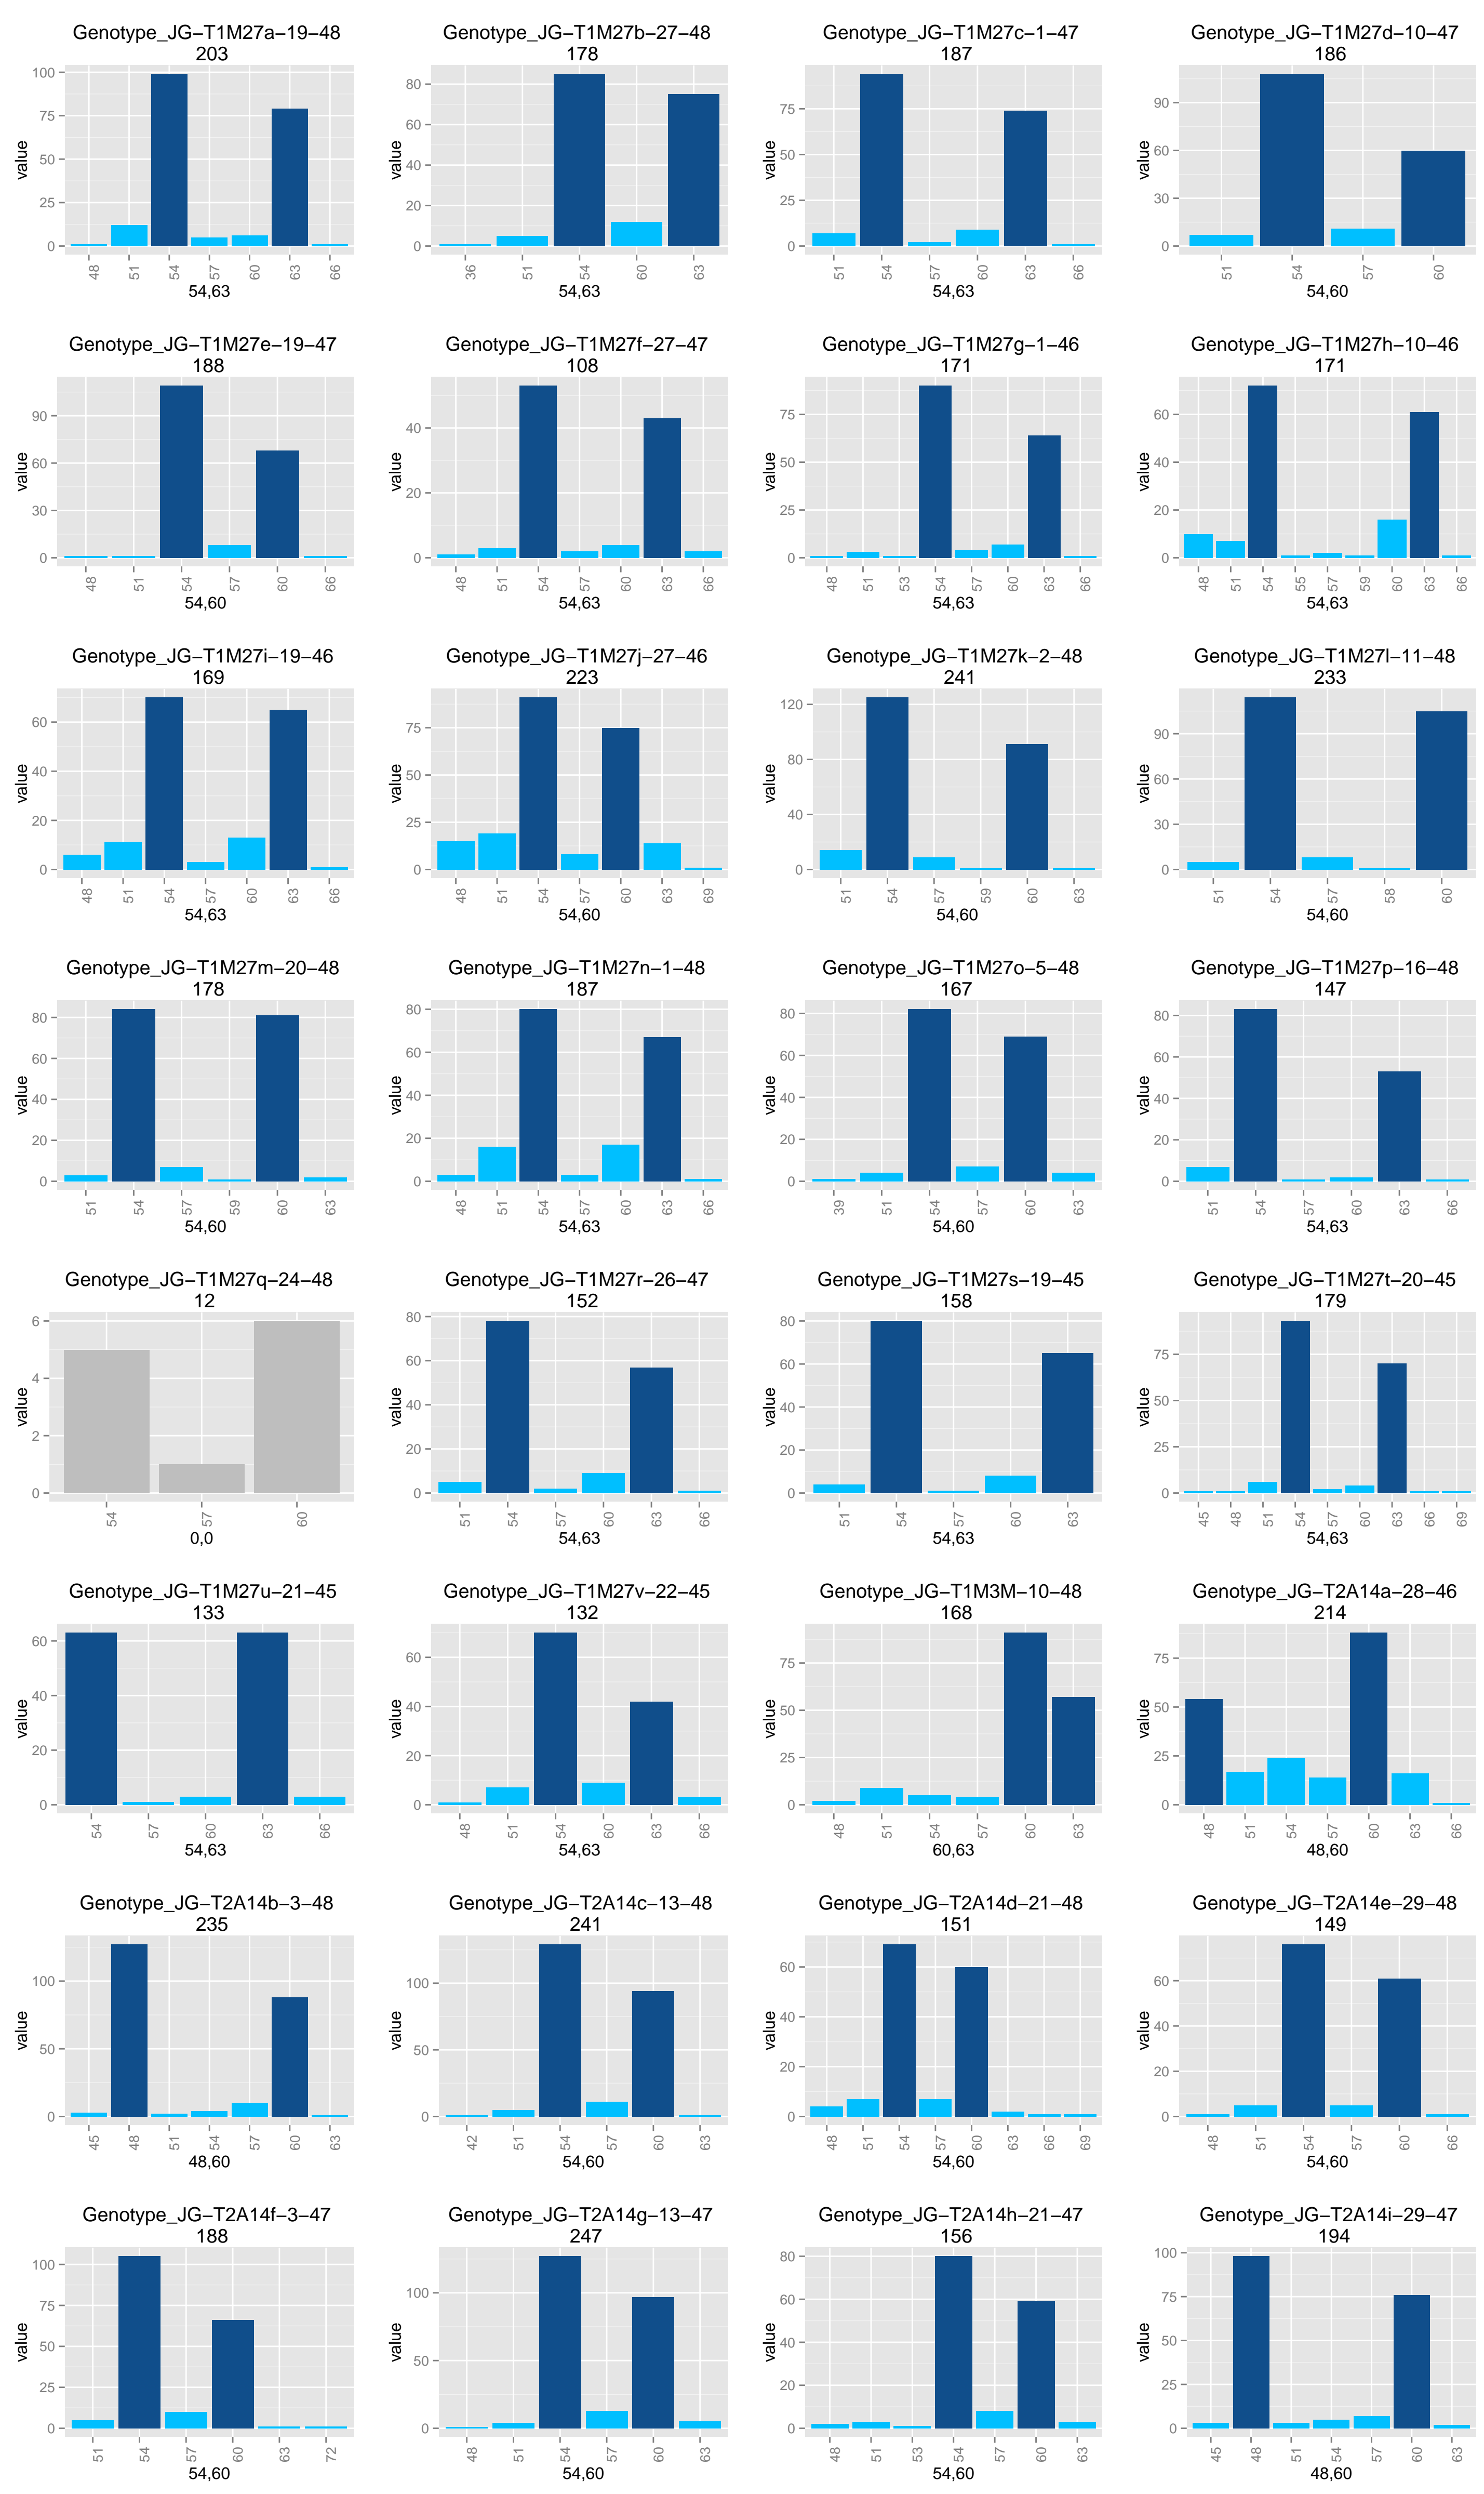 Genotype_JG−T1M27a−19−48
203
100
75
50
25
0
value
48 51 54 57 60 63 66
54,63
Genotype_JG−T1M27b−27−48
178
80
60
40
20
0
value
36 51 54 60 63
54,63
Genotype_JG−T1M27c−1−47
187
75
50
25
0
value
51 54 57 60 63 66
54,63
Genotype_JG−T1M27d−10−47
186
90
60
30
0
value
51 54 57 60
54,60
Genotype_JG−T1M27e−19−47
188
90
60
30
0
value
48 51 54 57 60 66
54,60
Genotype_JG−T1M27f−27−47
108
40
20
0
value
48 51 54 57 60 63 66
54,63
Genotype_JG−T1M27g−1−46
171
75
50
25
0
value
48 51 53 54 57 60 63 66
54,63
Genotype_JG−T1M27h−10−46
171
60
40
20
0
value
48 51 54 55 57 59 60 63 66
54,63
Genotype_JG−T1M27i−19−46
169
60
40
20
0
value
48 51 54 57 60 63 66
54,63
Genotype_JG−T1M27j−27−46
223
75
50
25
0
value
48 51 54 57 60 63 69
54,60
Genotype_JG−T1M27k−2−48
241
120
80
40
0
value
51 54 57 59 60 63
54,60
Genotype_JG−T1M27l−11−48
233
90
60
30
0
value
51 54 57 58 60
54,60
Genotype_JG−T1M27m−20−48
178
80
60
40
20
0
value
51 54 57 59 60 63
54,60
Genotype_JG−T1M27n−1−48
187
80
60
40
20
0
value
48 51 54 57 60 63 66
54,63
Genotype_JG−T1M27o−5−48
167
80
60
40
20
0
value
39 51 54 57 60 63
54,60
Genotype_JG−T1M27p−16−48
147
80
60
40
20
0
value
51 54 57 60 63 66
54,63
Genotype_JG−T1M27q−24−48
12
6
4
2
0
value
54 57 60
0,0
Genotype_JG−T1M27r−26−47
152
80
60
40
20
0
value
51 54 57 60 63 66
54,63
Genotype_JG−T1M27s−19−45
158
80
60
40
20
0
value
51 54 57 60 63
54,63
Genotype_JG−T1M27t−20−45
179
75
50
25
0
value
45 48 51 54 57 60 63 66 69
54,63
Genotype_JG−T1M27u−21−45
133
60
40
20
0
value
54 57 60 63 66
54,63
Genotype_JG−T1M27v−22−45
132
60
40
20
0
value
48 51 54 60 63 66
54,63
Genotype_JG−T1M3M−10−48
168
75
50
25
0
value
48 51 54 57 60 63
60,63
Genotype_JG−T2A14a−28−46
214
75
50
25
0
value
48 51 54 57 60 63 66
48,60
Genotype_JG−T2A14b−3−48
235
100
50
0
value
45 48 51 54 57 60 63
48,60
Genotype_JG−T2A14c−13−48
241
100
50
0
value
42 51 54 57 60 63
54,60
Genotype_JG−T2A14d−21−48
151
60
40
20
0
value
48 51 54 57 60 63 66 69
54,60
Genotype_JG−T2A14e−29−48
149
60
40
20
0
value
48 51 54 57 60 66
54,60
Genotype_JG−T2A14f−3−47
188
100
75
50
25
0
value
51 54 57 60 63 72
54,60
Genotype_JG−T2A14g−13−47
247
100
50
0
value
48 51 54 57 60 63
54,60
Genotype_JG−T2A14h−21−47
156
80
60
40
20
0
value
48 51 53 54 57 60 63
54,60
Genotype_JG−T2A14i−29−47
194
100
75
50
25
0
value
45 48 51 54 57 60 63
48,60